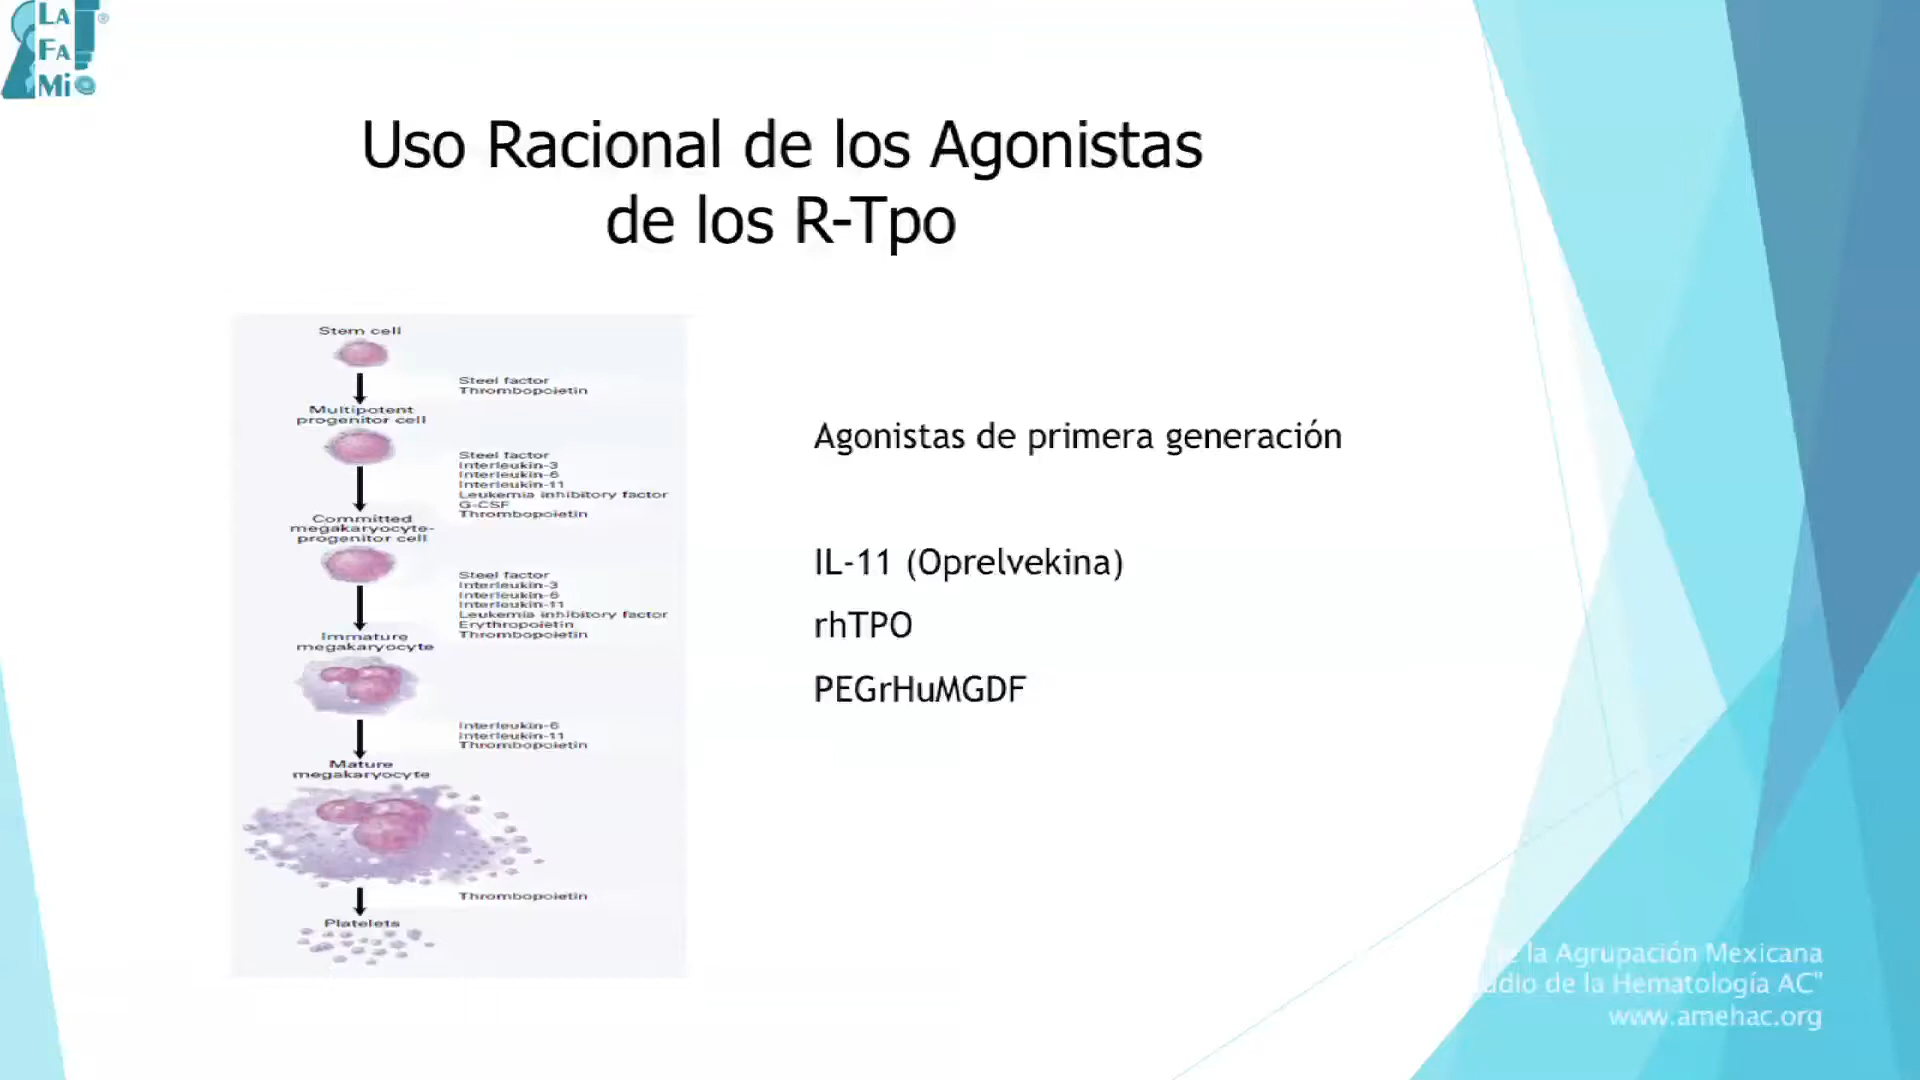 LA
FA
Mi
®
Uso Racional de los Agonistas
de los R-Tpo
Stem cell
Steel factor
Thrombopoietin
Multipotent
progenitor cell
Steel factor
Interleukin-3
Interleukin-6
Interleukin-11
Leukemia inhibitory factor
G-CSF
Thrombopoietin
Committed
megakaryocyte-
progenitor cell
Steel factor
Interleukin-3
Interleukin-6
Interleukin-11
Leukemia inhibitory factor
Erythropoietin
Thrombopoietin
Immature
megakaryocyte
Interleukin-6
Interleukin-11
Thrombopoietin
Mature
megakaryocyte
Thrombopoietin
Platelets
Agonistas de primera generación
IL-11 (Oprelvekina)
rhTPO
PEGrHuMGDF
la Agrupación Mexicana
de la Hematología AC"
www.amehac.org